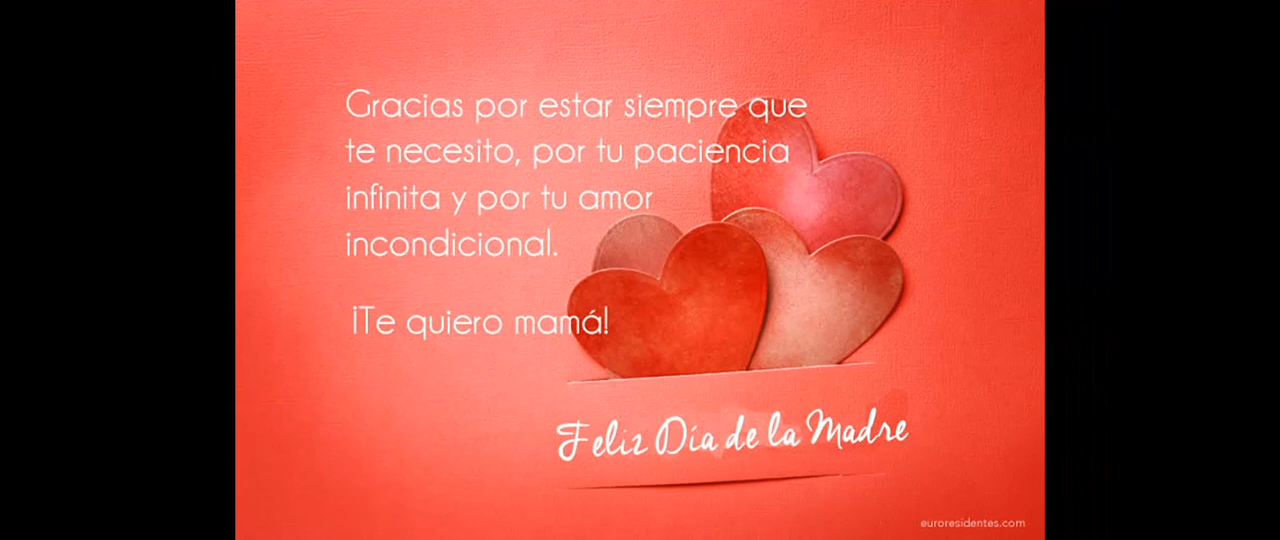 Gracias por estar siempre que
te necesito, por tu paciencia
infinita y por tu amor
incondicional.
¡Te quiero mamá!
Feliz Día de la Madre
euroresidentes.com